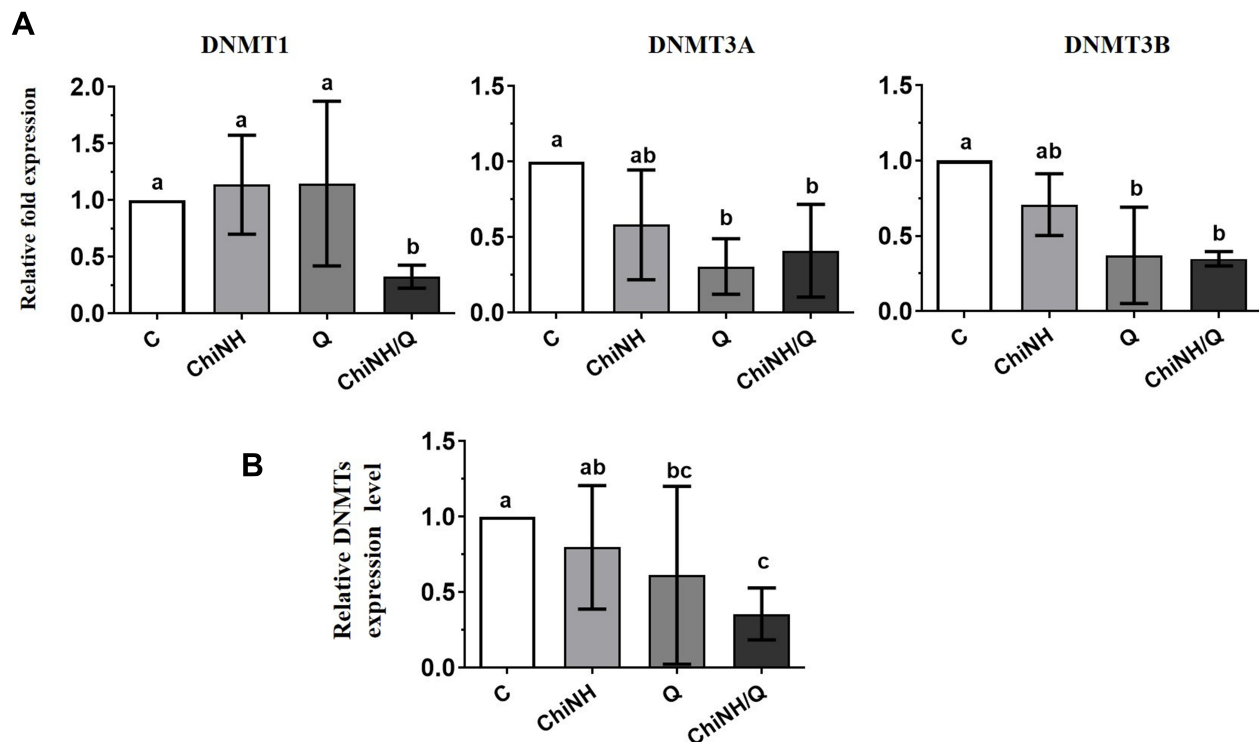 A
DNMT1
DNMT3A
DNMT3B
Relative fold expression
2.0
1.5
1.0
0.5
0.0
a
a
a
b
C
ChiNH
Q
ChiNH/Q
1.5
1.0
0.5
0.0
a
ab
b
b
C
ChiNH
Q
ChiNH/Q
1.5
1.0
0.5
0.0
a
ab
b
b
C
ChiNH
Q
ChiNH/Q
B
Relative DNMTs
expression level
1.5
1.0
0.5
0.0
a
ab
bc
c
C
ChiNH
Q
ChiNH/Q